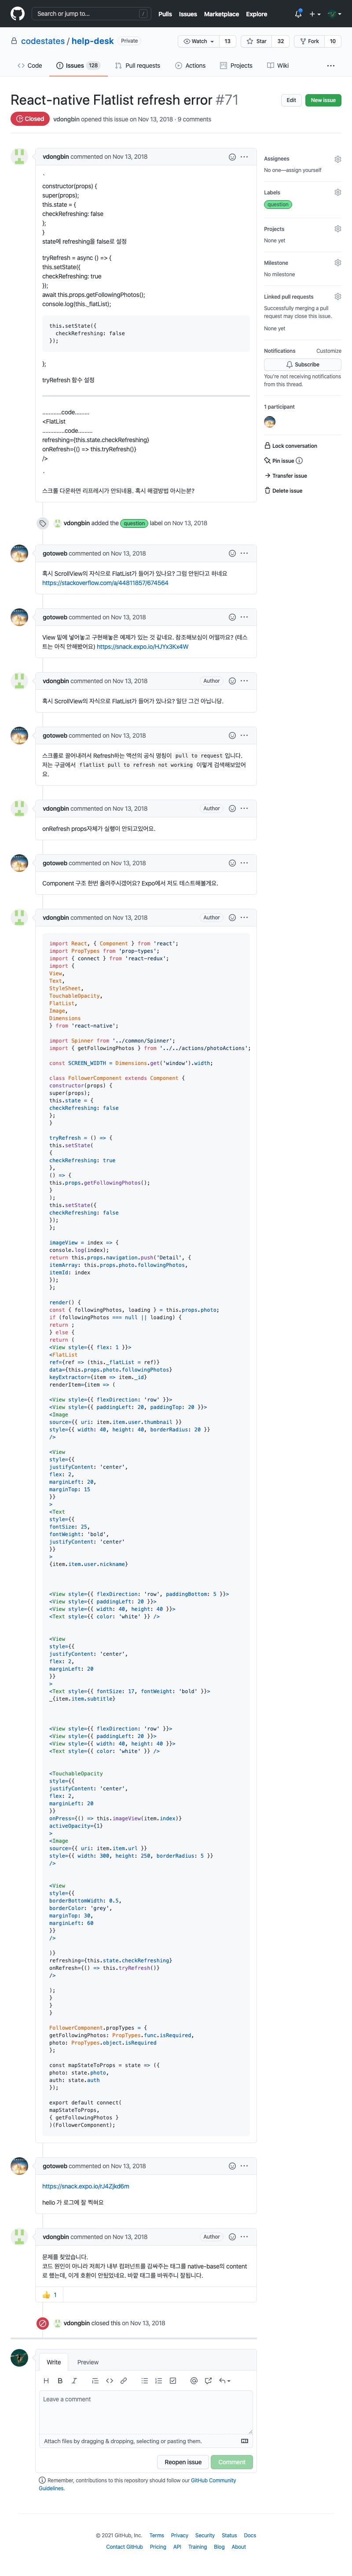 Search or jump to...
/
Pulls Issues Marketplace Explore
codestates / help-desk Private
Watch 13 Star 32 Fork 10
Code Issues 128 Pull requests Actions Projects Wiki
React-native Flatlist refresh error #71
Edit New issue
Closed vdongbin opened this issue on Nov 13, 2018 · 9 comments
vdongbin commented on Nov 13, 2018
`
constructor(props) {
super(props);
this.state = {
checkRefreshing: false
};
}
state에 refreshing을 false로 설정
tryRefresh = async () => {
this.setState({
checkRefreshing: true
});
await this.props.getFollowingPhotos();
console.log(this._flatList);
this.setState({
checkRefreshing: false
});
};
tryRefresh 함수 설정
............code.........
<FlatList
..............code.........
refreshing={this.state.checkRefreshing}
onRefresh={() => this.tryRefresh()}
/>
`
스크롤 다운하면 리프레시가 안되네용. 혹시 해결방법 아시는분?
Assignees
No one—assign yourself
Labels
question
Projects
None yet
Milestone
No milestone
Linked pull requests
Successfully merging a pull
request may close this issue.
None yet
Notifications Customize
Subscribe
You're not receiving notifications
from this thread.
1 participant
Lock conversation
Pin issue
Transfer issue
Delete issue
vdongbin added the question label on Nov 13, 2018
gotoweb commented on Nov 13, 2018
혹시 ScrollView의 자식으로 FlatList가 들어가 있나요? 그럼 안된다고 하네요
https://stackoverflow.com/a/44811857/674564
gotoweb commented on Nov 13, 2018
View 밑에 넣어놓고 구현해놓은 예제가 있는 것 같네요. 참조해보심이 어떨까요? (테스
트는 아직 안해봤어요) https://snack.expo.io/HJYx3Kx4W
vdongbin commented on Nov 13, 2018 Author
혹시 ScrollView의 자식으로 FlatList가 들어가 있나요? 일단 그건 아닙니당.
gotoweb commented on Nov 13, 2018
스크롤로 끌어내려서 Refresh하는 액션의 공식 명칭이 pull to request 입니다.
저는 구글에서 flatlist pull to refresh not working 이렇게 검색해보았어
요.
vdongbin commented on Nov 13, 2018 Author
onRefresh props자체가 실행이 안되고있어요.
gotoweb commented on Nov 13, 2018
Component 구조 한번 올려주시겠어요? Expo에서 저도 테스트해볼게요.
vdongbin commented on Nov 13, 2018 Author
import React, { Component } from 'react';
import PropTypes from 'prop-types';
import { connect } from 'react-redux';
import {
View,
Text,
StyleSheet,
TouchableOpacity,
FlatList,
Image,
Dimensions
} from 'react-native';
import Spinner from '../common/Spinner';
import { getFollowingPhotos } from '../../actions/photoActions';
const SCREEN_WIDTH = Dimensions.get('window').width;
class FollowerComponent extends Component {
constructor(props) {
super(props);
this.state = {
checkRefreshing: false
};
}
tryRefresh = () => {
this.setState(
{
checkRefreshing: true
},
() => {
this.props.getFollowingPhotos();
}
);
this.setState({
checkRefreshing: false
});
};
imageView = index => {
console.log(index);
return this.props.navigation.push('Detail', {
itemArray: this.props.photo.followingPhotos,
itemId: index
});
};
render() {
const { followingPhotos, loading } = this.props.photo;
if (followingPhotos === null || loading) {
return ;
} else {
return (
<View style={{ flex: 1 }}>
<FlatList
ref={ref => (this._flatList = ref)}
data={this.props.photo.followingPhotos}
keyExtractor={item => item._id}
renderItem={item => (
<View style={{ flexDirection: 'row' }}>
<View style={{ paddingLeft: 20, paddingTop: 20 }}>
<Image
source={{ uri: item.item.user.thumbnail }}
style={{ width: 40, height: 40, borderRadius: 20 }}
/>
<View
style={{
justifyContent: 'center',
flex: 2,
marginLeft: 20,
marginTop: 15
}}
>
<Text
style={{
fontSize: 25,
fontWeight: 'bold',
justifyContent: 'center'
}}
>
{item.item.user.nickname}
<View style={{ flexDirection: 'row', paddingBottom: 5 }}>
<View style={{ paddingLeft: 20 }}>
<View style={{ width: 40, height: 40 }}>
<Text style={{ color: 'white' }} />
<View
style={{
justifyContent: 'center',
flex: 2,
marginLeft: 20
}}
>
<Text style={{ fontSize: 17, fontWeight: 'bold' }}>
_{item.item.subtitle}
<View style={{ flexDirection: 'row' }}>
<View style={{ paddingLeft: 20 }}>
<View style={{ width: 40, height: 40 }}>
<Text style={{ color: 'white' }} />
<TouchableOpacity
style={{
justifyContent: 'center',
flex: 2,
marginLeft: 20
}}
onPress={() => this.imageView(item.index)}
activeOpacity={1}
>
<Image
source={{ uri: item.item.url }}
style={{ width: 300, height: 250, borderRadius: 5 }}
/>
<View
style={{
borderBottomWidth: 0.5,
borderColor: 'grey',
marginTop: 30,
marginLeft: 60
}}
/>
)}
refreshing={this.state.checkRefreshing}
onRefresh={() => this.tryRefresh()}
/>
);
}
}
}
FollowerComponent.propTypes = {
getFollowingPhotos: PropTypes.func.isRequired,
photo: PropTypes.object.isRequired
};
const mapStateToProps = state => ({
photo: state.photo,
auth: state.auth
});
export default connect(
mapStateToProps,
{ getFollowingPhotos }
)(FollowerComponent);
gotoweb commented on Nov 13, 2018
https://snack.expo.io/rJ4Zjkd6m
hello 가 로그에 잘 찍혀요
vdongbin commented on Nov 13, 2018 Author
문제를 찾았습니다.
코드 원인이 아니라 저희가 내부 컴퍼넌트를 감싸주는 태그를 native-base의 content
로 했는데, 이게 호환이 안됬었네요. 바깥 태그를 바꿔주니 잘됩니다.
👍 1
vdongbin closed this on Nov 13, 2018
Write Preview
Leave a comment
Attach files by dragging & dropping, selecting or pasting them.
Reopen issue Comment
Remember, contributions to this repository should follow our GitHub Community
Guidelines.
© 2021 GitHub, Inc. Terms Privacy Security Status Docs
Contact GitHub Pricing API Training Blog About